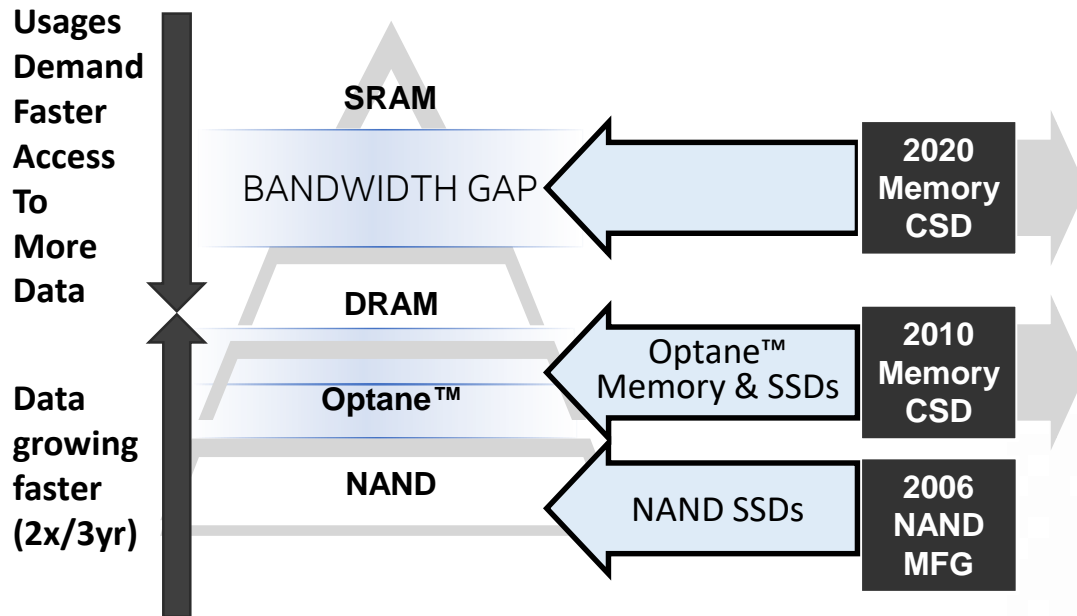 Usages
Demand
Faster
Access
To
More
Data
Data
growing
faster
(2x/3yr)
SRAM
BANDWIDTH GAP
DRAM
Optane™
NAND
Optane™
Memory & SSDs
NAND SSDs
2020
Memory
CSD
2010
Memory
CSD
2006
NAND
MFG